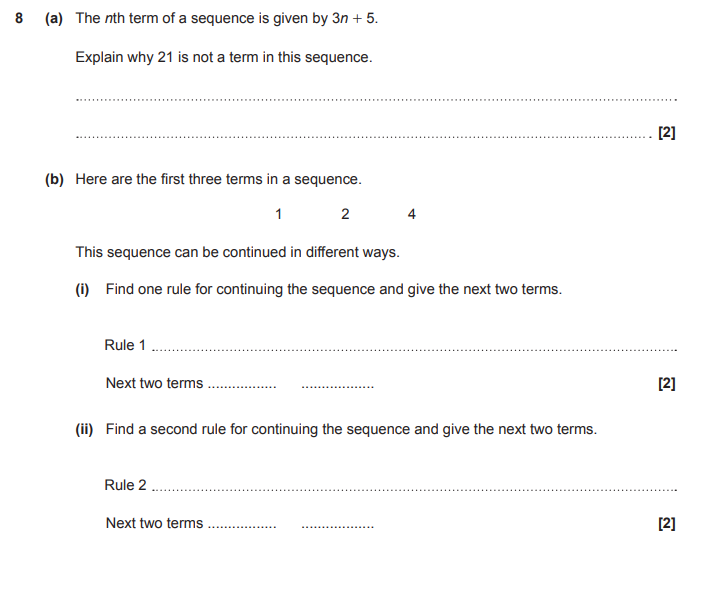 8 (a) The nth term of a sequence is given by 3n + 5.
Explain why 21 is not a term in this sequence.
[2]
(b) Here are the first three terms in a sequence.
1 2 4
This sequence can be continued in different ways.
(i) Find one rule for continuing the sequence and give the next two terms.
Rule 1
Next two terms [2]
(ii) Find a second rule for continuing the sequence and give the next two terms.
Rule 2
Next two terms [2]